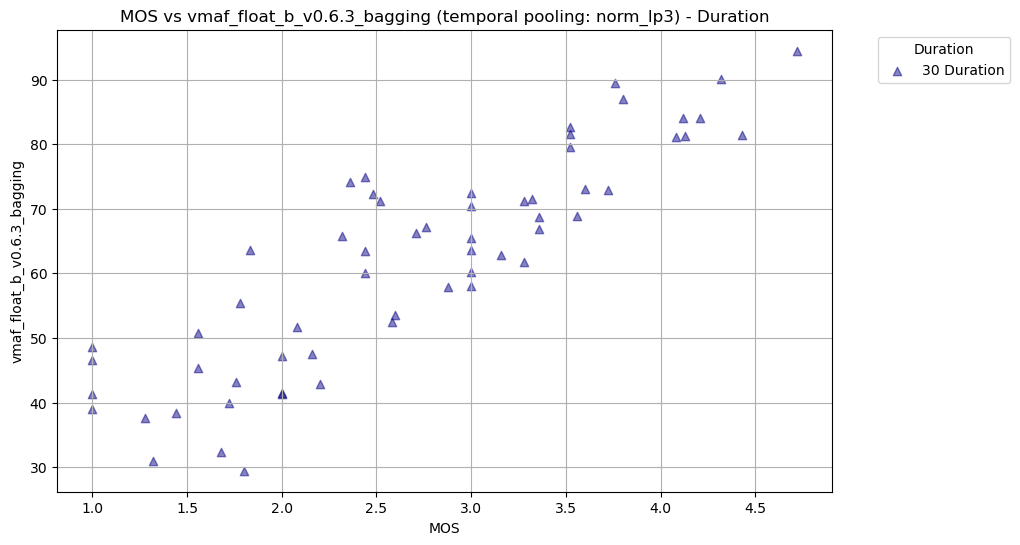 MOS vs vmaf_float_b_v0.6.3_bagging (temporal pooling: norm_lp3) - Duration
Duration
30 Duration
vmaf_float_b_v0.6.3_bagging
90
80
70
60
50
40
30
1.0 1.5 2.0 2.5 3.0 3.5 4.0 4.5
MOS